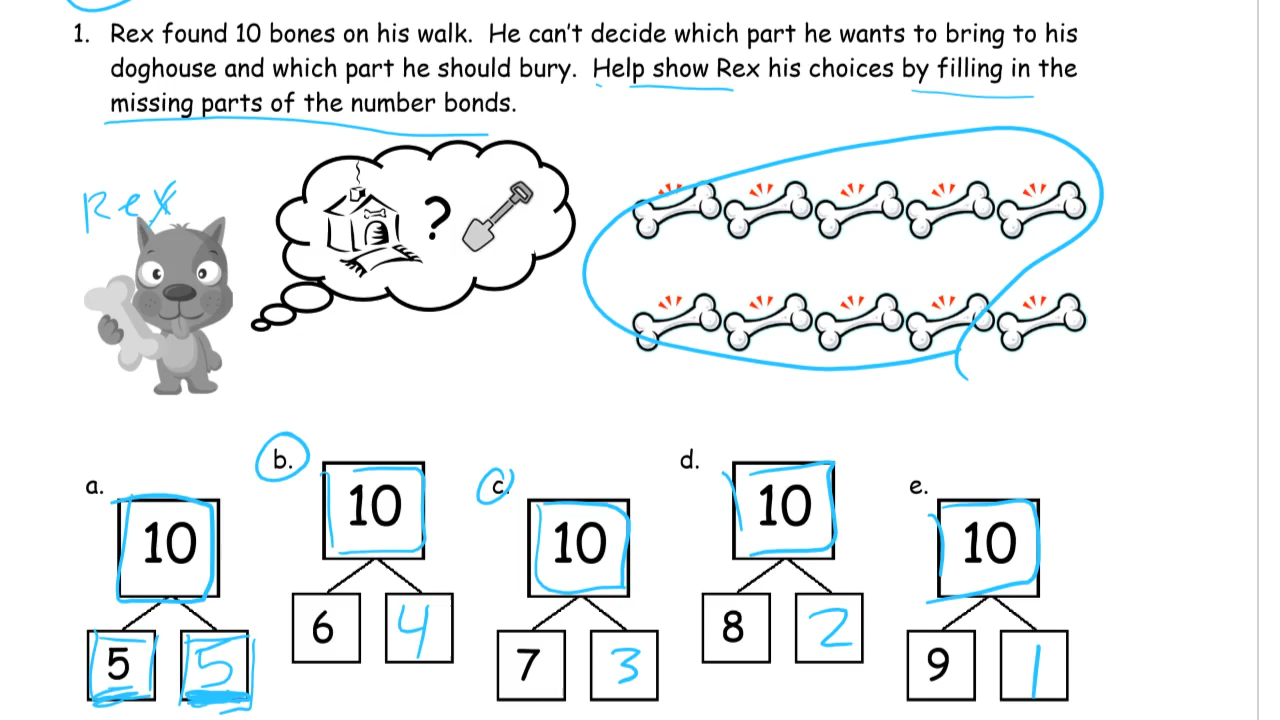 1. Rex found 10 bones on his walk. He can't decide which part he wants to bring to his
doghouse and which part he should bury. Help show Rex his choices by filling in the
missing parts of the number bonds.
Rex
?
a.
10
5 5
b.
10
6 4
c.
10
7 3
d.
10
8 2
e.
10
9 1